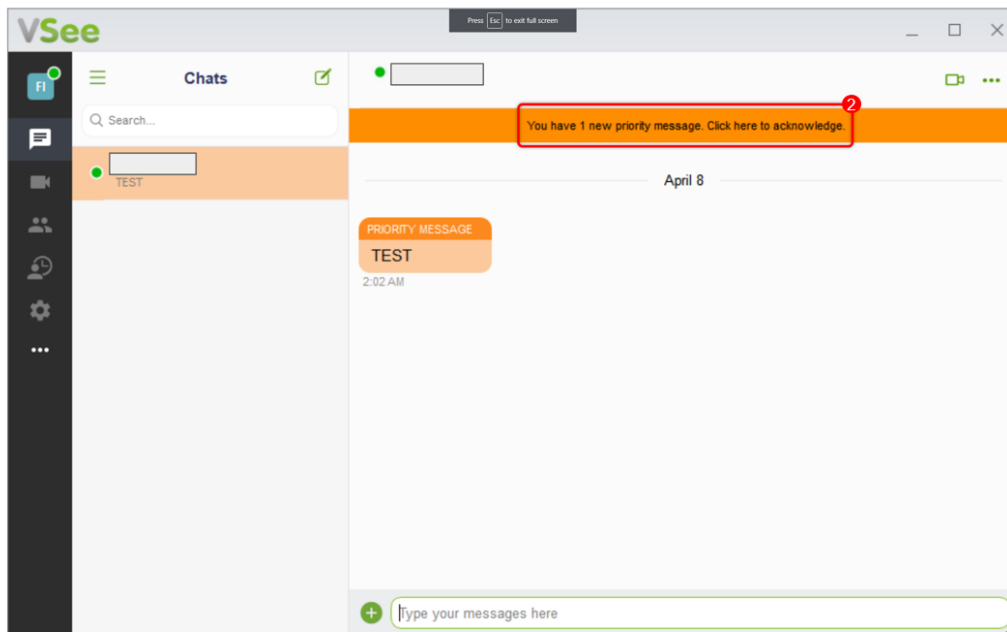 VSee
Press Esc to exit full screen
FI
Chats
Search...
TEST
2
You have 1 new priority message. Click here to acknowledge.
April 8
PRIORITY MESSAGE
TEST
2:02 AM
Type your messages here